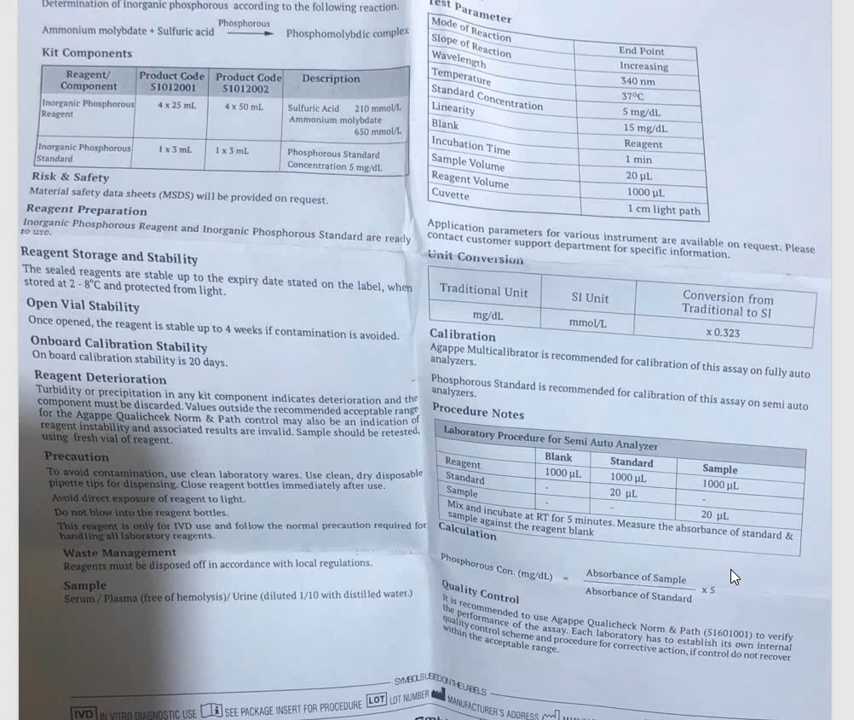 Determination of inorganic phosphorous according to the following reaction.
Phosphorous
Ammonium molybdate + Sulfuric acid Phosphomolybdic complex
Kit Components
Reagent/ Component Product Code 51012001 Product Code 51012002 Description
Inorganic Phosphorous Reagent 4 x 25 mL 4 x 50 mL Sulfuric Acid 210 mmol/L
Ammonium molybdate
650 mmol/L
Inorganic Phosphorous Standard 1 x 3 mL 1 x 3 mL Phosphorous Standard
Concentration 5 mg/dL
Risk & Safety
Material safety data sheets (MSDS) will be provided on request.
Reagent Preparation
Inorganic Phosphorous Reagent and Inorganic Phosphorous Standard are ready
to use.
Reagent Storage and Stability
The sealed reagents are stable up to the expiry date stated on the label, when
stored at 2 - 8°C and protected from light.
Open Vial Stability
Once opened, the reagent is stable up to 4 weeks if contamination is avoided.
Onboard Calibration Stability
On board calibration stability is 20 days.
Reagent Deterioration
Turbidity or precipitation in any kit component indicates deterioration and the
component must be discarded. Values outside the recommended acceptable range
for the Agappe Qualicheck Norm & Path control may also be an indication of
reagent instability and associated results are invalid. Sample should be retested,
using fresh vial of reagent.
Precaution
To avoid contamination, use clean laboratory wares. Use clean, dry disposable
pipette tips for dispensing. Close reagent bottles immediately after use.
Avoid direct exposure of reagent to light.
Do not blow into the reagent bottles.
This reagent is only for IVD use and follow the normal precaution required for
handling all laboratory reagents.
Waste Management
Reagents must be disposed off in accordance with local regulations.
Sample
Serum / Plasma (free of hemolysis)/ Urine (diluted 1/10 with distilled water.)
Test Parameter
Mode of Reaction End Point
Slope of Reaction Increasing
Wavelength 340 nm
Temperature 37°C
Standard Concentration 5 mg/dL
Linearity 15 mg/dL
Blank Reagent
Incubation Time 1 min
Sample Volume 20 µL
Reagent Volume 1000 µL
Cuvette 1 cm light path
Application parameters for various instrument are available on request. Please
contact customer support department for specific information.
Unit Conversion
Traditional Unit SI Unit Conversion from Traditional to SI
mg/dL mmol/L x 0.323
Calibration
Agappe Multicalibrator is recommended for calibration of this assay on fully auto
analyzers.
Phosphorous Standard is recommended for calibration of this assay on semi auto
analyzers.
Procedure Notes
Laboratory Procedure for Semi Auto Analyzer
Blank Standard Sample
Reagent 1000 µL 1000 µL 1000 µL
Standard - 20 µL -
Sample - - 20 µL
Mix and incubate at RT for 5 minutes. Measure the absorbance of standard &
sample against the reagent blank
Calculation
Phosphorous Con. (mg/dL) = Absorbance of Sample
Absorbance of Standard x 5
Quality Control
It is recommended to use Agappe Qualicheck Norm & Path (51601001) to verify
the performance of the assay. Each laboratory has to establish its own internal
quality control scheme and procedure for corrective action, if control do not recover
within the acceptable range.
SYMBOLS USED ON THE LABELS
IVD IN VITRO DIAGNOSTIC USE i SEE PACKAGE INSERT FOR PROCEDURE LOT LOT NUMBER MANUFACTURER'S ADDRESS